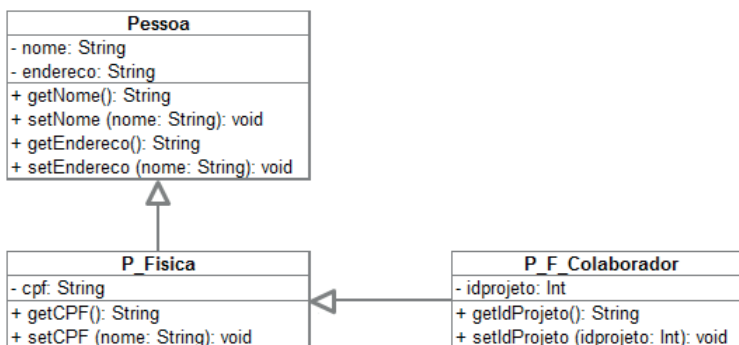 Pessoa
- nome: String
- endereco: String
+ getNome(): String
+ setNome (nome: String): void
+ getEndereco(): String
+ setEndereco (nome: String): void
P_Fisica
- cpf: String
+ getCPF(): String
+ setCPF (nome: String): void
P_F_Colaborador
- idprojeto: Int
+ getIdProjeto(): String
+ setIdProjeto (idprojeto: Int): void